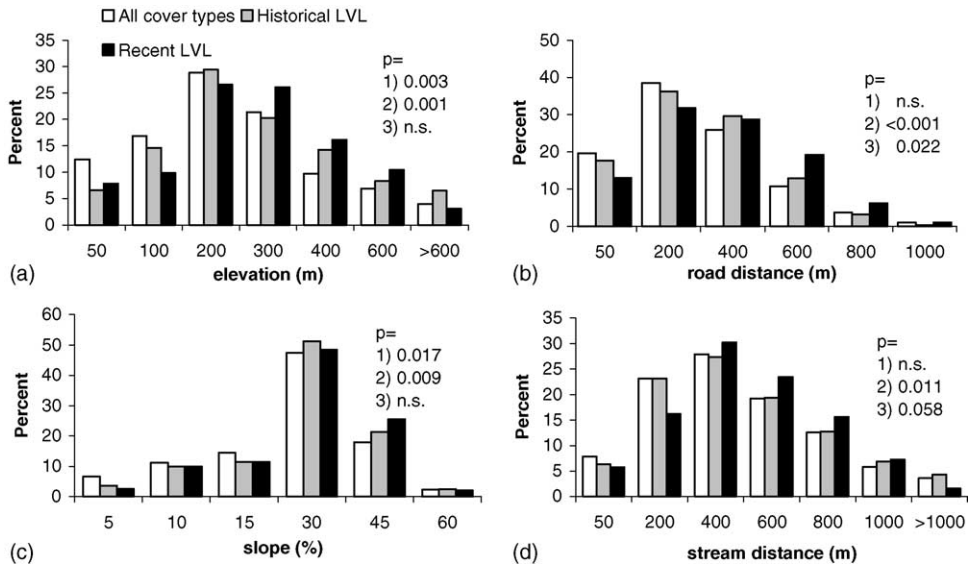 All cover types Historical LVL
Recent LVL
35
30
25
20
15
10
5
0
Percent
50 100 200 300 400 600 >600
elevation (m)
p=
1) 0.003
2) 0.001
3) n.s.
(a)
50
40
30
20
10
0
Percent
50 200 400 600 800 1000
road distance (m)
p=
1) n.s.
2) <0.001
3) 0.022
(b)
60
50
40
30
20
10
0
Percent
5 10 15 30 45 60
slope (%)
p=
1) 0.017
2) 0.009
3) n.s.
(c)
35
30
25
20
15
10
5
0
Percent
50 200 400 600 800 1000 >1000
stream distance (m)
p=
1) n.s.
2) 0.011
3) 0.058
(d)